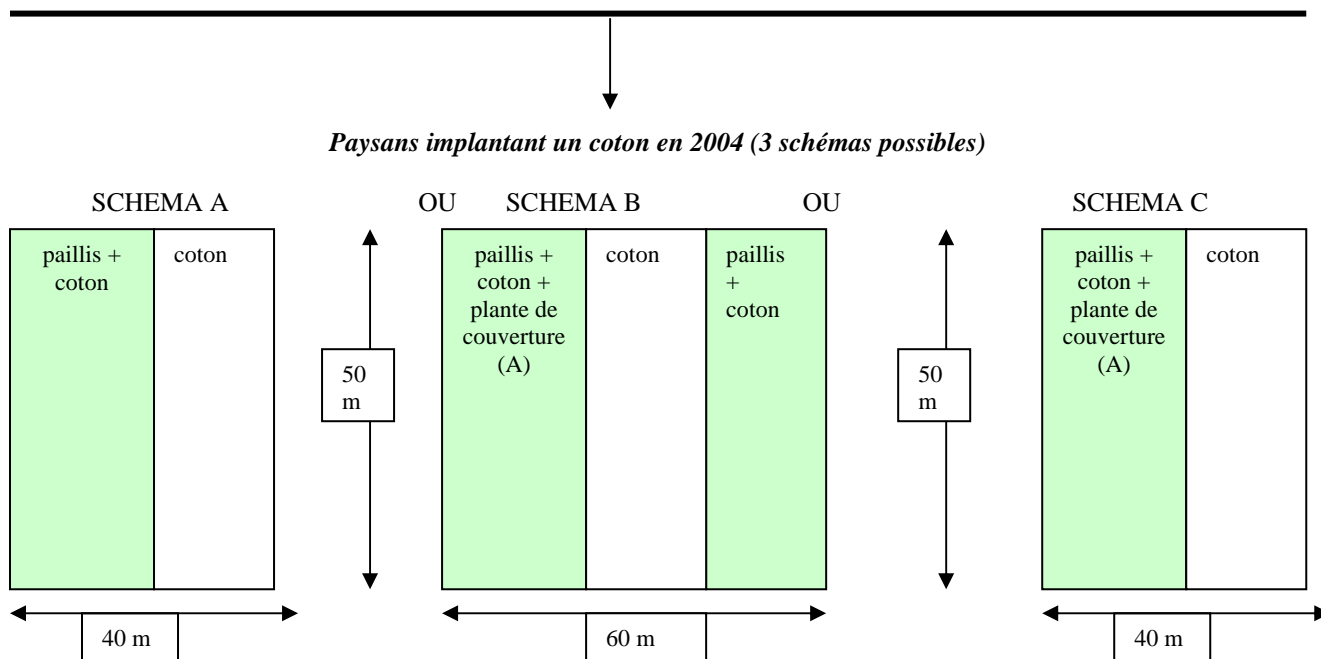 Paysans implantant un coton en 2004 (3 schémas possibles)
SCHEMA A
OU
SCHEMA B
OU
SCHEMA C
paillis +
coton
coton
50
m
paillis +
coton +
plante de
couverture
(A)
coton
paillis
+
coton
50
m
paillis +
coton +
plante de
couverture
(A)
coton
40 m
60 m
40 m